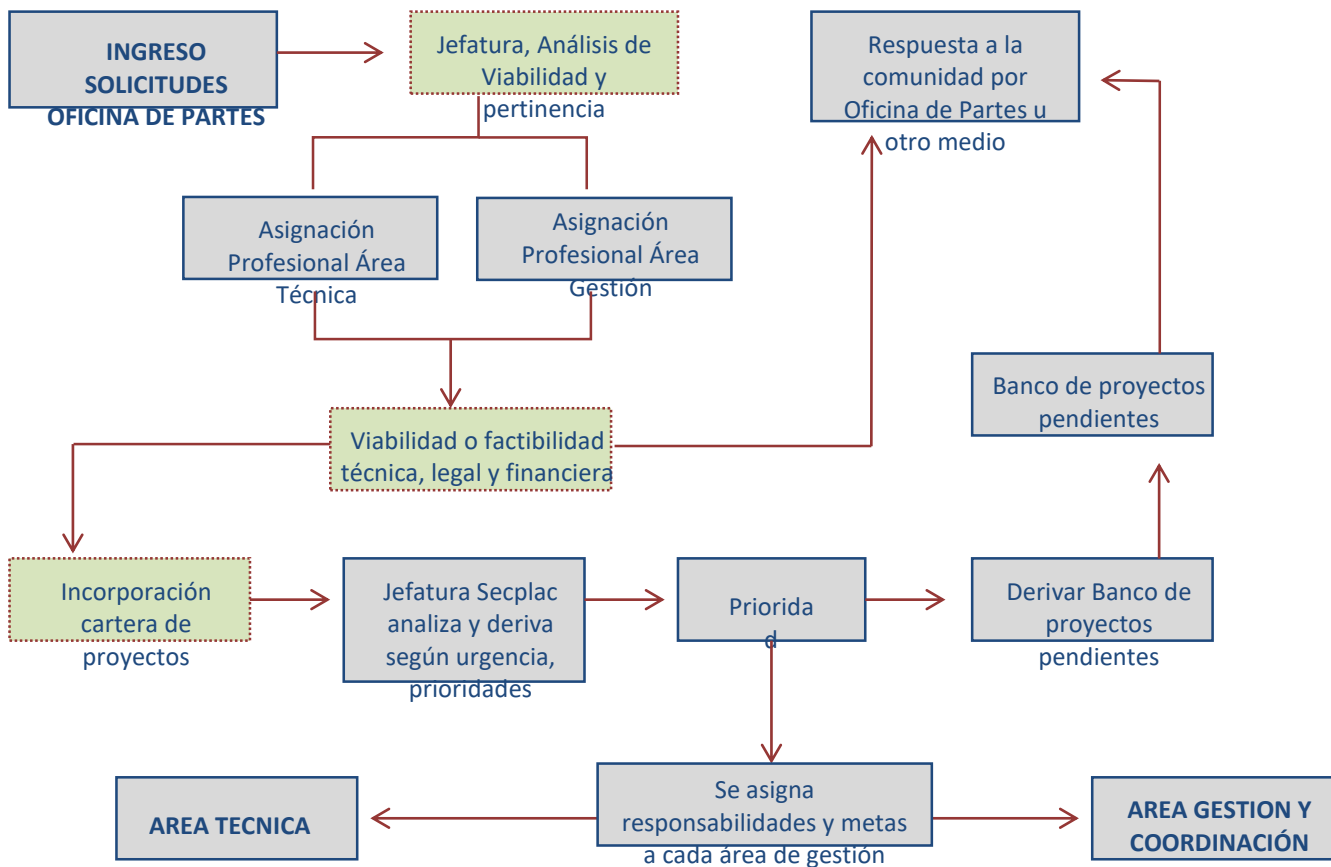 INGRESO
SOLICITUDES
OFICINA DE PARTES
Jefatura, Análisis de
Viabilidad y
pertinencia
Respuesta a la
comunidad por
Oficina de Partes u
otro medio
Asignación
Profesional Área
Técnica
Asignación
Profesional Área
Gestión
Banco de proyectos
pendientes
Viabilidad o factibilidad
técnica, legal y financiera
Incorporación
cartera de
proyectos
Jefatura Secplac
analiza y deriva
según urgencia,
prioridades
Priorida
d
Derivar Banco de
proyectos
pendientes
AREA TECNICA
Se asigna
responsabilidades y metas
a cada área de gestión
AREA GESTION Y
COORDINACIÓN